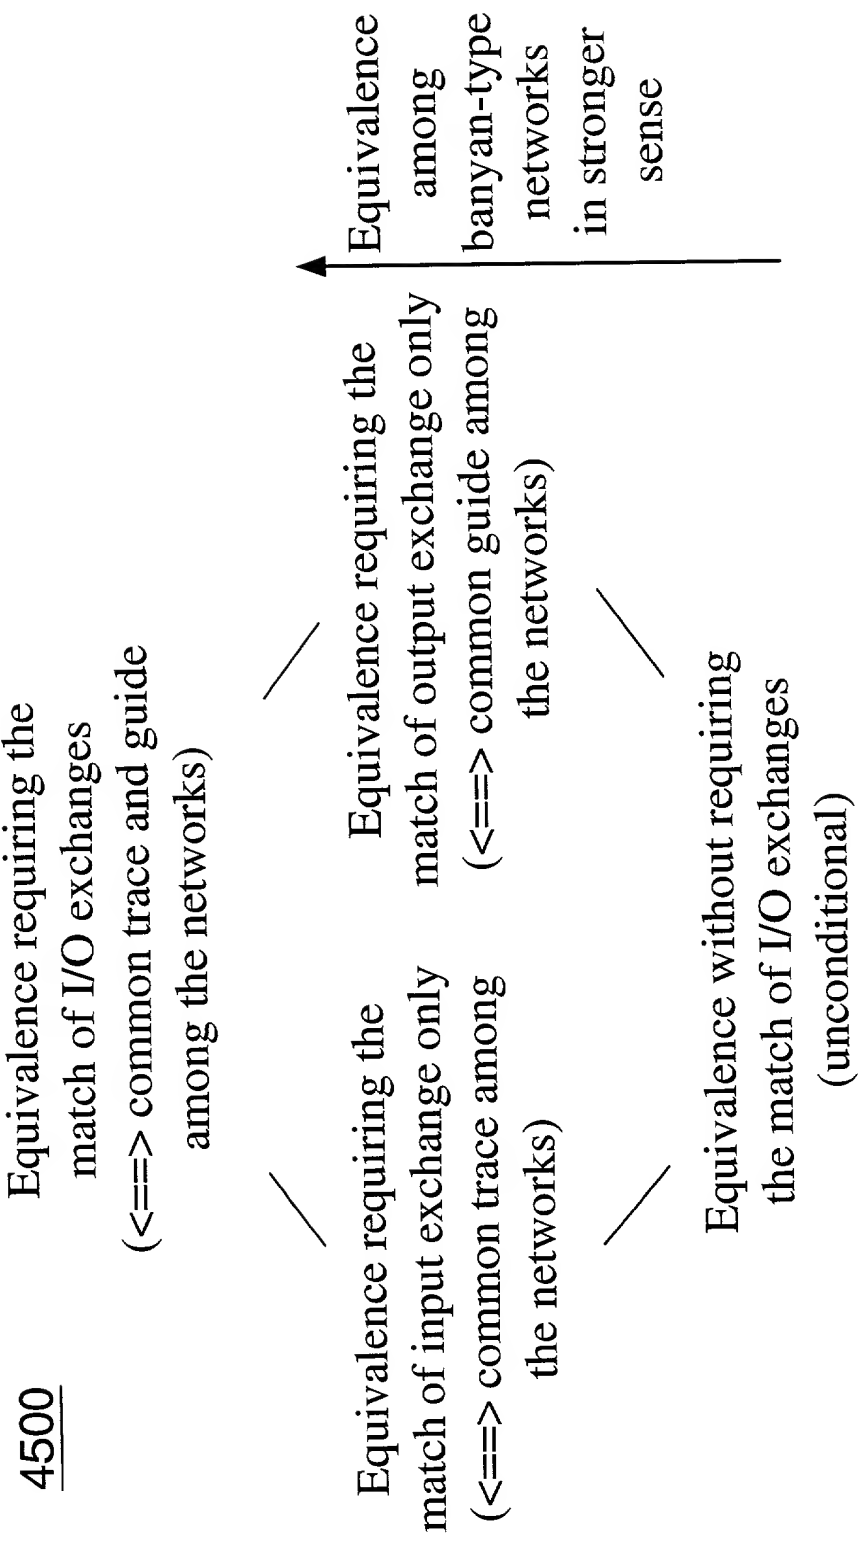 4500
Equivalence requiring the
match of I/O exchanges
(<==> common trace and guide
among the networks)
Equivalence requiring the
match of input exchange only
(<==> common trace among
the networks)
Equivalence requiring the
match of output exchange only
(<==> common guide among
the networks)
Equivalence
among
banyan-type
networks
in stronger
sense
Equivalence without requiring
the match of I/O exchanges
(unconditional)